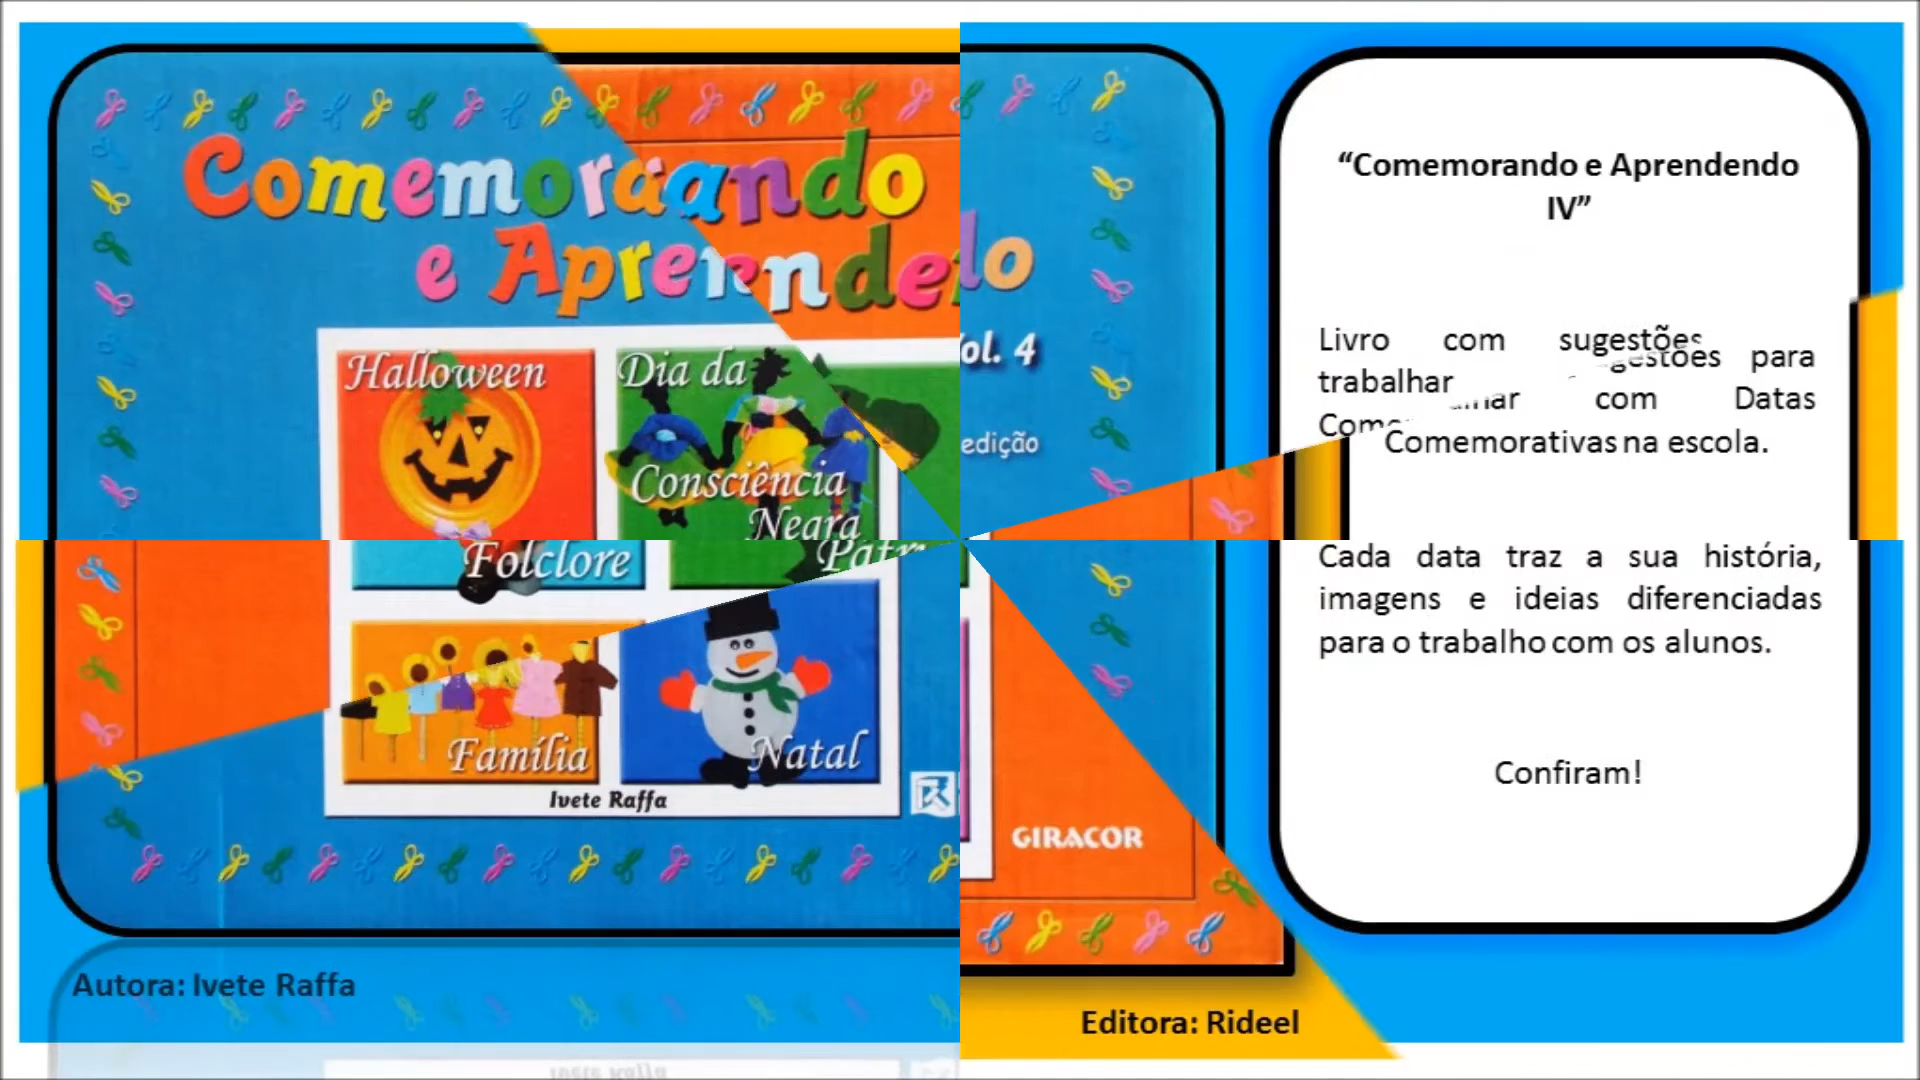 Comemorando
e Aprendendo
Vol. 4
edição
Halloween
Dia da
Consciência
Negra
Folclore
Família
Natal
Ivete Raffa
GIRACOR
Autora: Ivete Raffa
Editora: Rideel
“Comemorando e Aprendendo
IV”
Livro com sugestões para
trabalhar com Datas
Comemorativas na escola.
Cada data traz a sua história,
imagens e ideias diferenciadas
para o trabalho com os alunos.
Confiram!